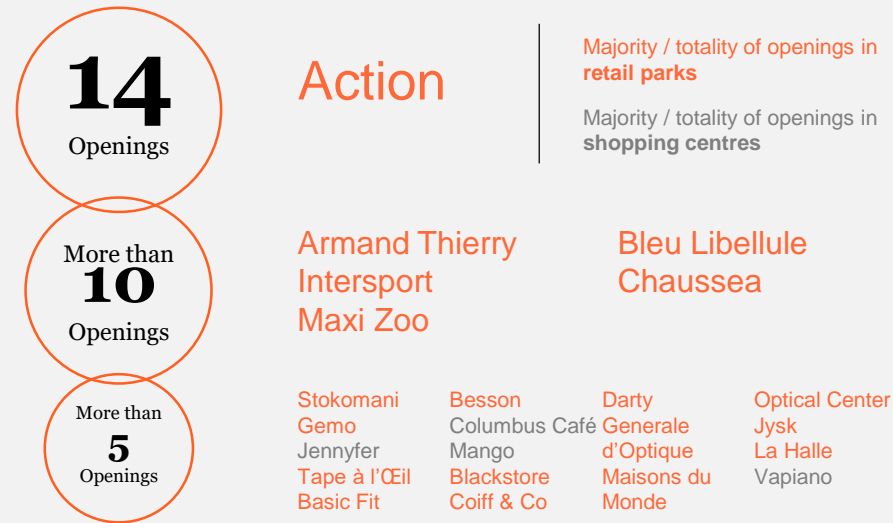 14
Openings
Action
Majority / totality of openings in
retail parks
Majority / totality of openings in
shopping centres
More than
10
Openings
Armand Thierry
Intersport
Maxi Zoo
Bleu Libellule
Chaussea
More than
5
Openings
Stokomani
Gemo
Jennyfer
Tape à l’Œil
Basic Fit
Besson
Columbus Café
Mango
Blackstore
Coiff & Co
Darty
Generale
d’Optique
Maisons du
Monde
Optical Center
Jysk
La Halle
Vapiano